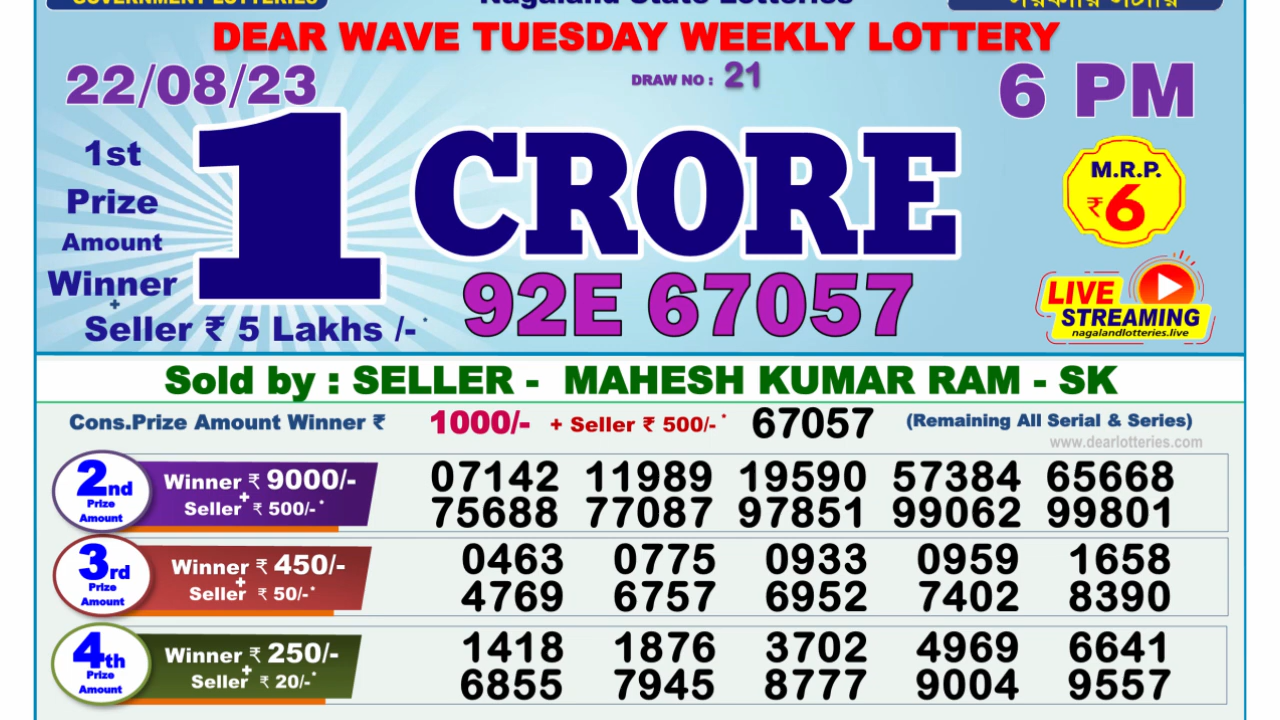 GOVERNMENT LOTTERIES
Nagaland State Lotteries
DEAR WAVE TUESDAY WEEKLY LOTTERY
22/08/23
DRAW NO : 21
6 PM
1st
Prize
Amount
Winner
+
Seller ₹ 5 Lakhs /-*
1 CRORE
92E 67057
M.R.P.
₹6
LIVE
STREAMING
nagalandlotteries.live
Sold by : SELLER - MAHESH KUMAR RAM - SK
Cons.Prize Amount Winner ₹ 1000/- + Seller ₹ 500/-* 67057 (Remaining All Serial & Series)
www.dearlotteries.com
2nd
Prize
Amount
Winner ₹ 9000/-
+
Seller ₹ 500/-*
07142 11989 19590 57384 65668
75688 77087 97851 99062 99801
3rd
Prize
Amount
Winner ₹ 450/-
+
Seller ₹ 50/-*
0463 0775 0933 0959 1658
4769 6757 6952 7402 8390
4th
Prize
Amount
Winner ₹ 250/-
+
Seller ₹ 20/-*
1418 1876 3702 4969 6641
6855 7945 8777 9004 9557